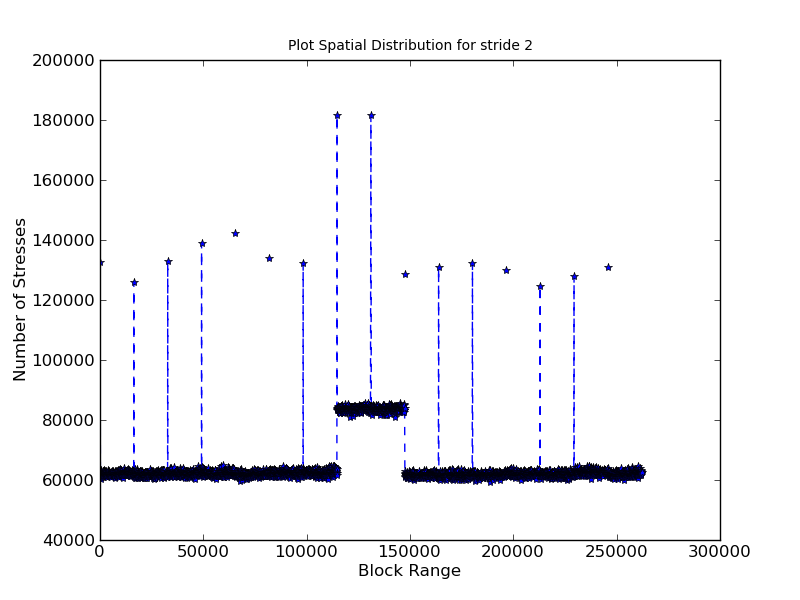 Plot Spatial Distribution for stride 2
200000
180000
160000
140000
120000
100000
80000
60000
40000
Number of Stresses
0 50000 100000 150000 200000 250000 300000
Block Range